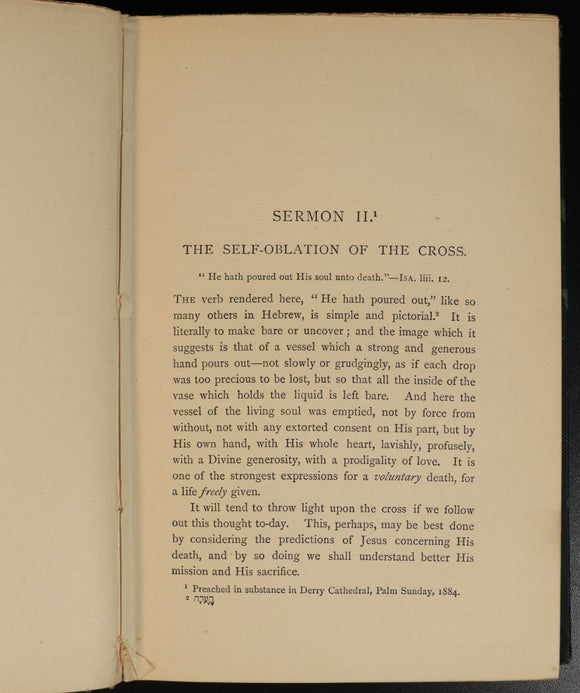 SERMON II.¹
THE SELF-OBLATION OF THE CROSS.
“ He hath poured out His soul unto death.”—ISA. liii. 12.
THE verb rendered here, “ He hath poured out,” like so
many others in Hebrew, is simple and pictorial.² It is
literally to make bare or uncover ; and the image which it
suggests is that of a vessel which a strong and generous
hand pours out—not slowly or grudgingly, as if each drop
was too precious to be lost, but so that all the inside of the
vase which holds the liquid is left bare. And here the
vessel of the living soul was emptied, not by force from
without, not with any extorted consent on His part, but by
His own hand, with His whole heart, lavishly, profusely,
with a Divine generosity, with a prodigality of love. It is
one of the strongest expressions for a voluntary death, for
a life freely given.
It will tend to throw light upon the cross if we follow
out this thought to-day. This, perhaps, may be best done
by considering the predictions of Jesus concerning His
death, and by so doing we shall understand better His
mission and His sacrifice.
¹ Preached in substance in Derry Cathedral, Palm Sunday, 1884.
²